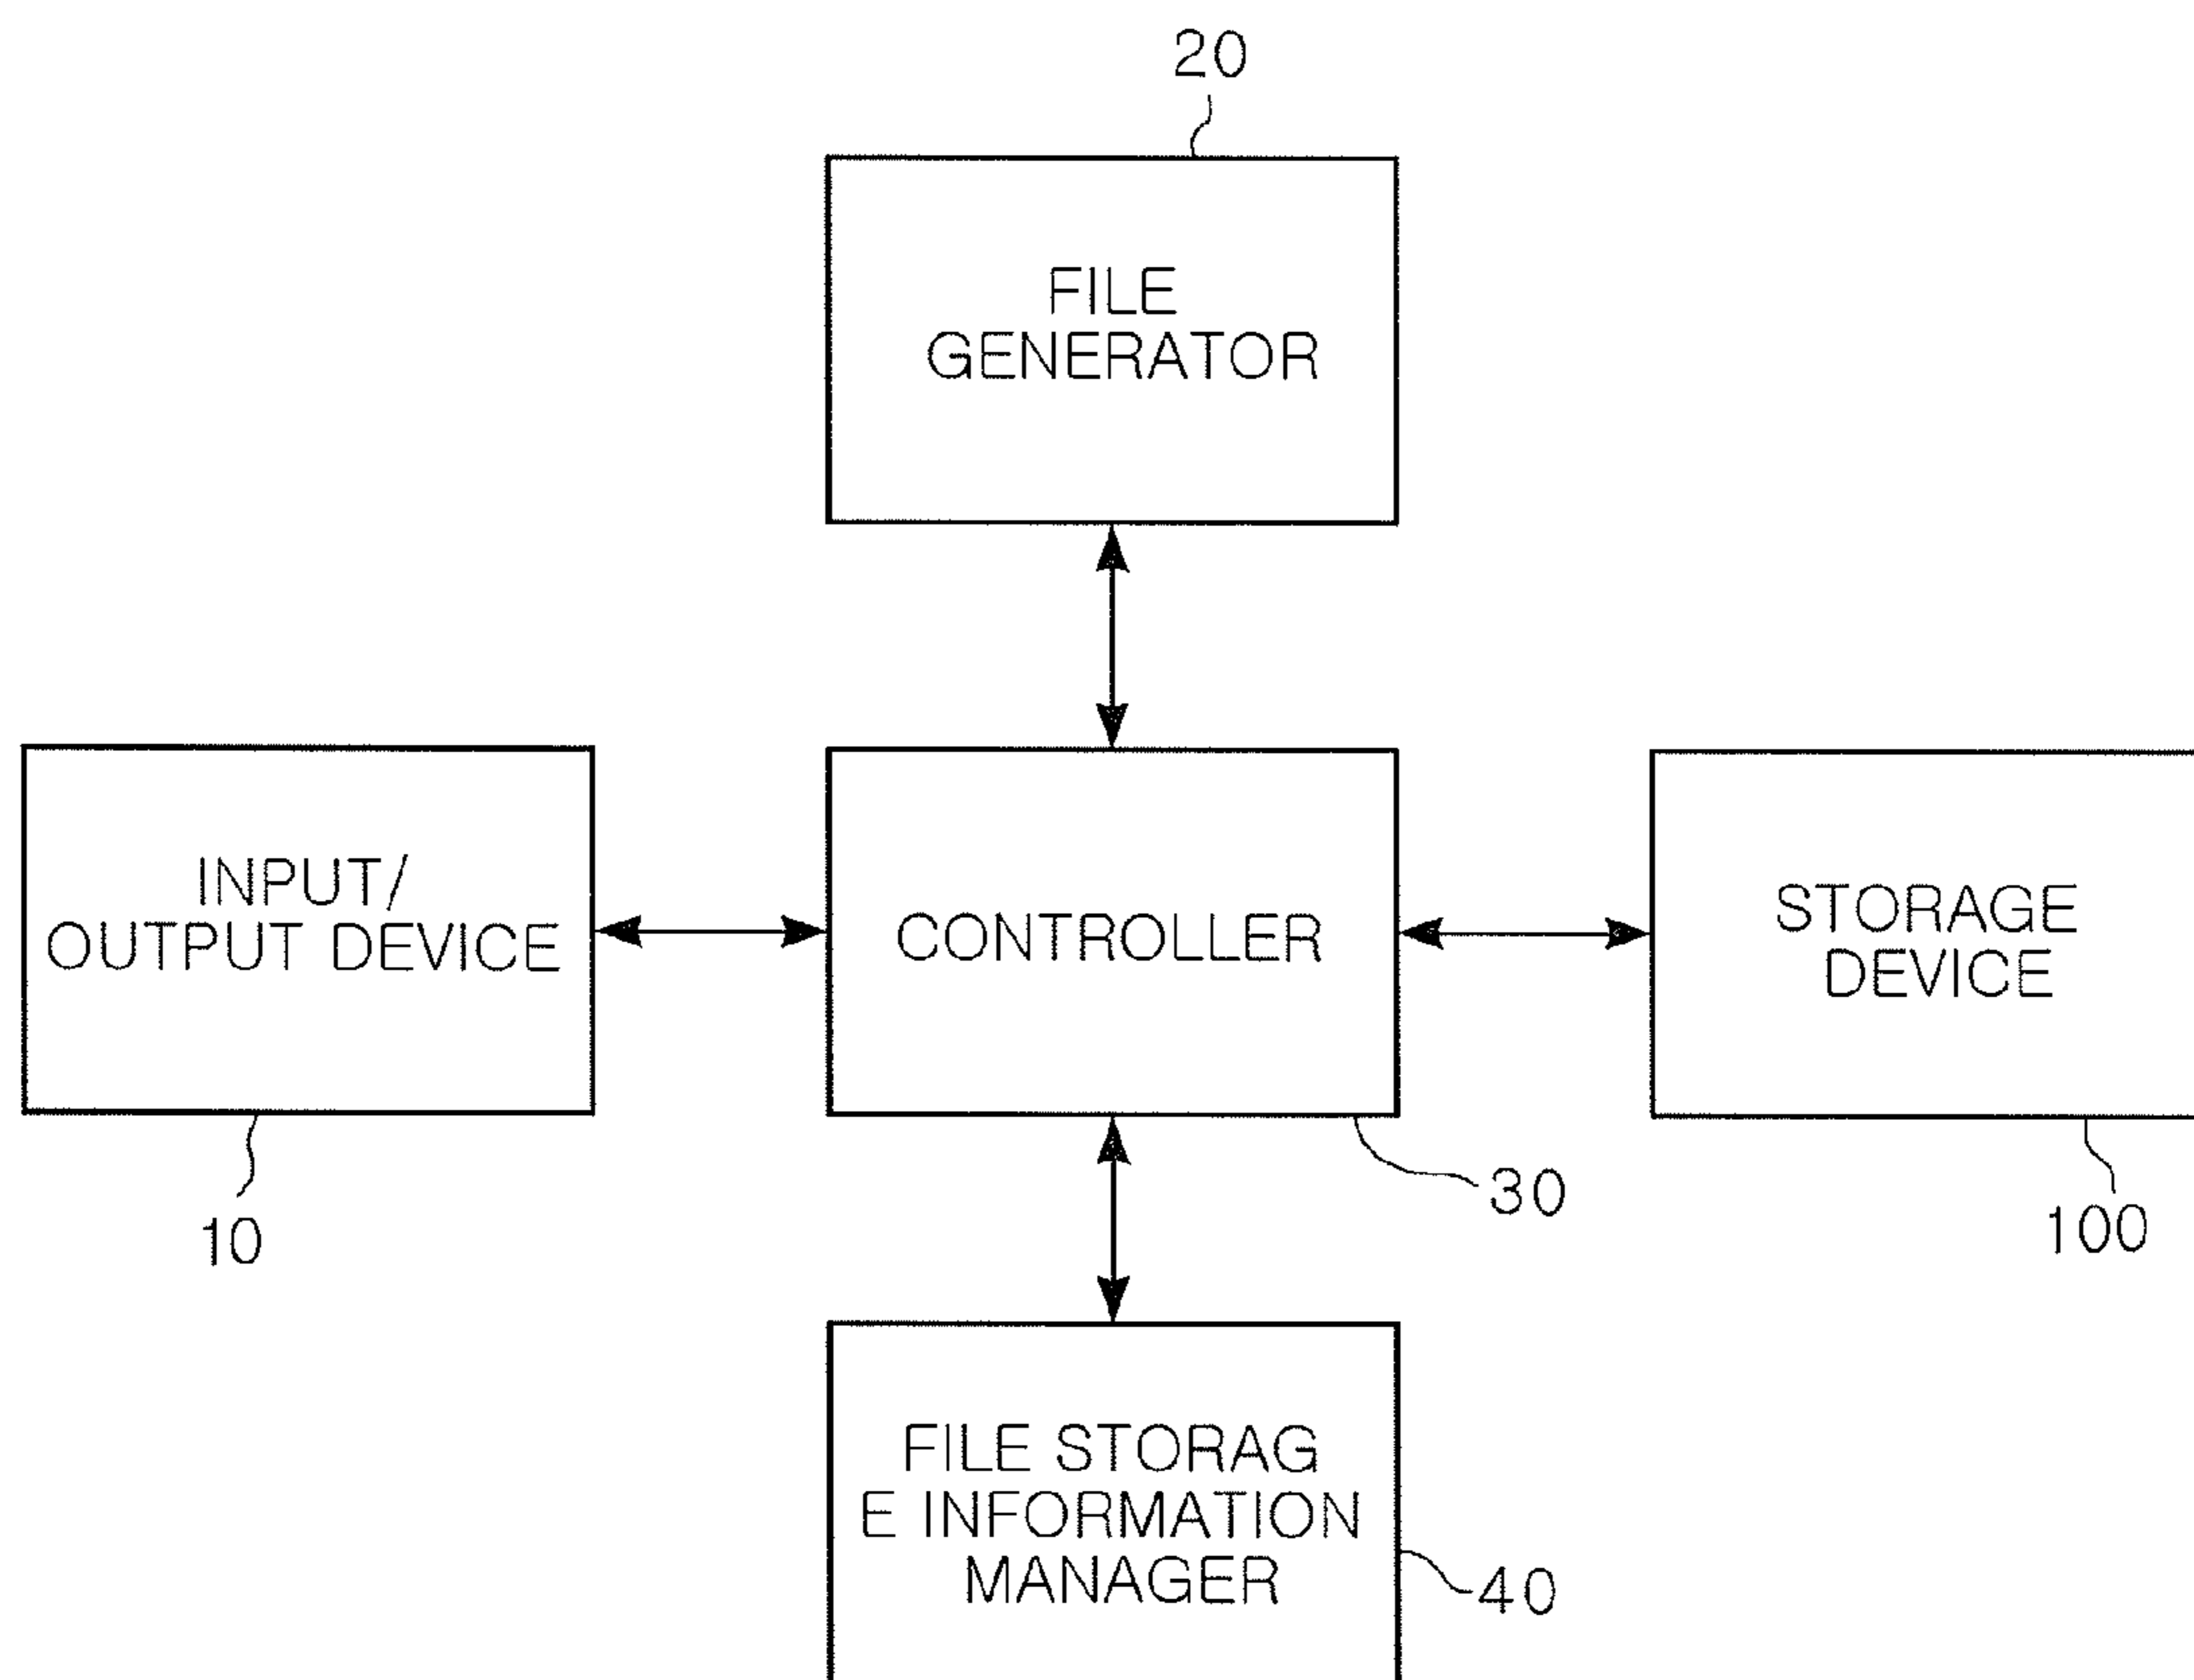 20
FILE
GENERATOR
INPUT/
OUTPUT DEVICE
CONTROLLER
STORAGE
DEVICE
10
30
100
FILE STORAG
E INFORMATION
MANAGER
40